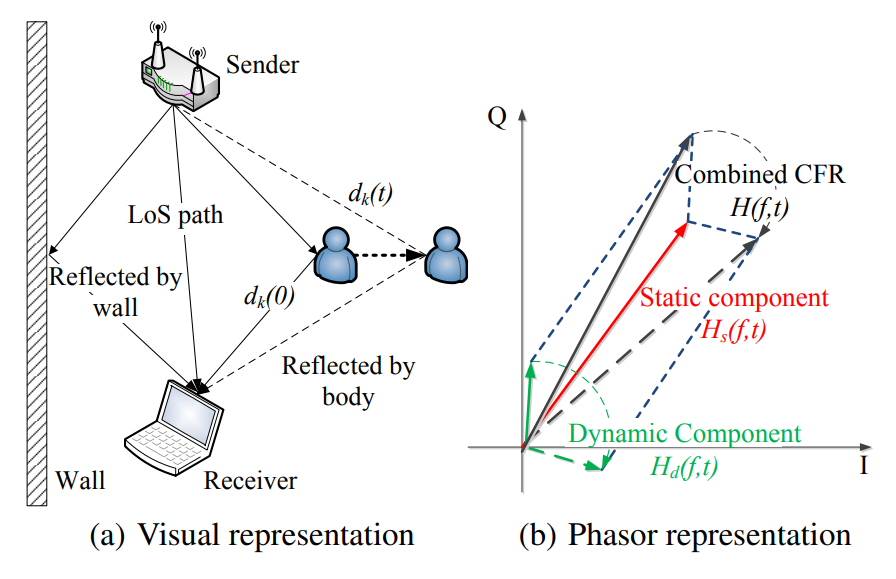 Sender
d_k(t)
LoS path
Reflected by
wall
d_k(0)
Reflected by
body
Wall
Receiver
(a) Visual representation
Q
Combined CFR
H(f,t)
Static component
H_s(f,t)
Dynamic Component
H_d(f,t)
I
(b) Phasor representation